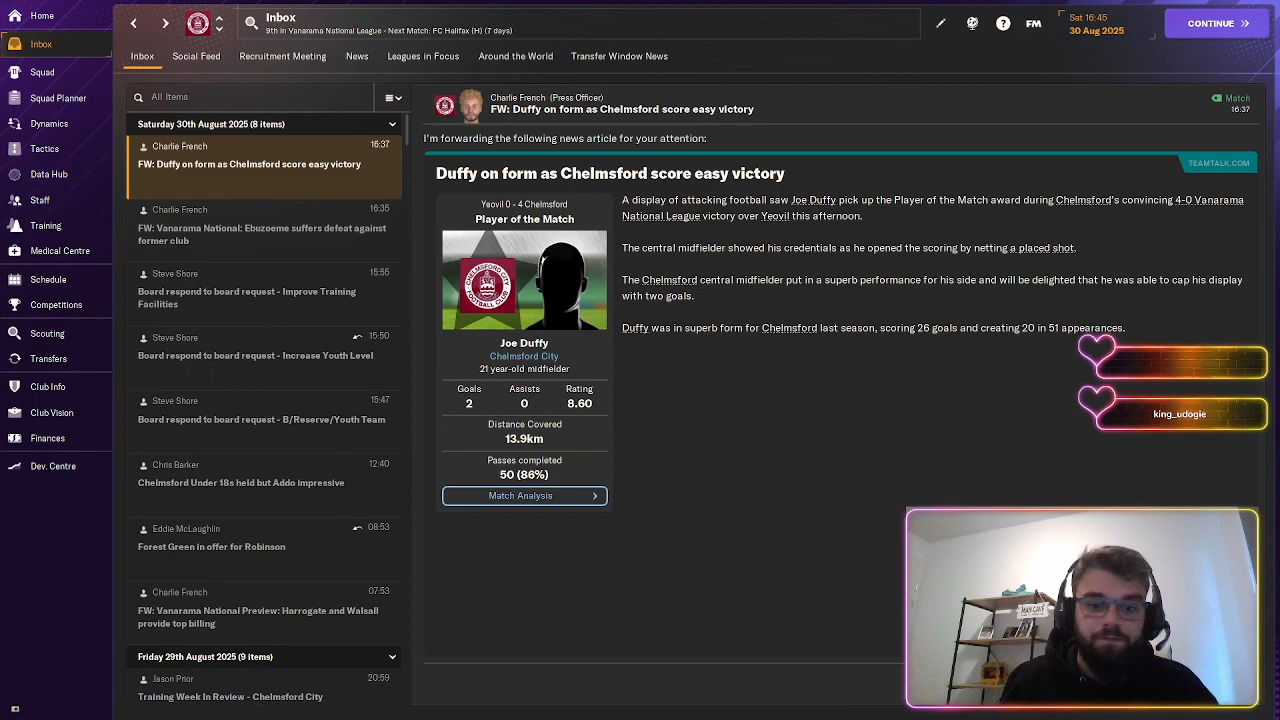 Home
Inbox
Squad
Squad Planner
Dynamics
Tactics
Data Hub
Staff
Training
Medical Centre
Schedule
Competitions
Scouting
Transfers
Club Info
Club Vision
Finances
Dev. Centre
Inbox
9th in Vanarama National League - Next Match: FC Halifax (H) (7 days)
FM
Sat 16:45
30 Aug 2025
CONTINUE
Inbox
Social Feed
Recruitment Meeting
News
Leagues in Focus
Around the World
Transfer Window News
All Items
Saturday 30th August 2025 (8 items)
Charlie French 16:37
FW: Duffy on form as Chelmsford score easy victory
Charlie French 16:35
FW: Vanarama National: Ebuzoeme suffers defeat against
former club
Steve Shore 15:55
Board respond to board request - Improve Training
Facilities
Steve Shore 15:50
Board respond to board request - Increase Youth Level
Steve Shore 15:47
Board respond to board request - B/Reserve/Youth Team
Chris Barker 12:40
Chelmsford Under 18s held but Addo impressive
Eddie McLaughlin 08:53
Forest Green in offer for Robinson
Charlie French 07:53
FW: Vanarama National Preview: Harrogate and Walsall
provide top billing
Friday 29th August 2025 (9 items)
Jason Prior 20:59
Training Week In Review - Chelmsford City
Charlie French (Press Officer)
FW: Duffy on form as Chelmsford score easy victory
Match
16:37
I'm forwarding the following news article for your attention:
TEAMTALK.COM
Duffy on form as Chelmsford score easy victory
Yeovil 0 - 4 Chelmsford
Player of the Match
CHELMSFORD CITY
FOOTBALL CLUB
Joe Duffy
Chelmsford City
21 year-old midfielder
Goals Assists Rating
2 0 8.60
Distance Covered
13.9km
Passes completed
50 (86%)
Match Analysis
A display of attacking football saw Joe Duffy pick up the Player of the Match award during Chelmsford's convincing 4-0 Vanarama
National League victory over Yeovil this afternoon.
The central midfielder showed his credentials as he opened the scoring by netting a placed shot.
The Chelmsford central midfielder put in a superb performance for his side and will be delighted that he was able to cap his display
with two goals.
Duffy was in superb form for Chelmsford last season, scoring 26 goals and creating 20 in 51 appearances.
king_udogie
MAN CAVE